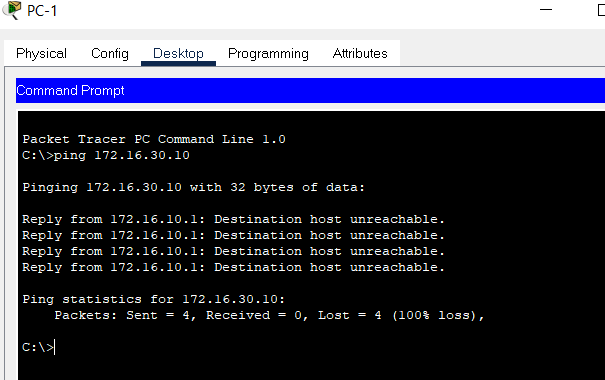 PC-1
Physical Config Desktop Programming Attributes
Command Prompt
Packet Tracer PC Command Line 1.0
C:\>ping 172.16.30.10
Pinging 172.16.30.10 with 32 bytes of data:
Reply from 172.16.10.1: Destination host unreachable.
Reply from 172.16.10.1: Destination host unreachable.
Reply from 172.16.10.1: Destination host unreachable.
Reply from 172.16.10.1: Destination host unreachable.
Ping statistics for 172.16.30.10:
Packets: Sent = 4, Received = 0, Lost = 4 (100% loss),
C:\>